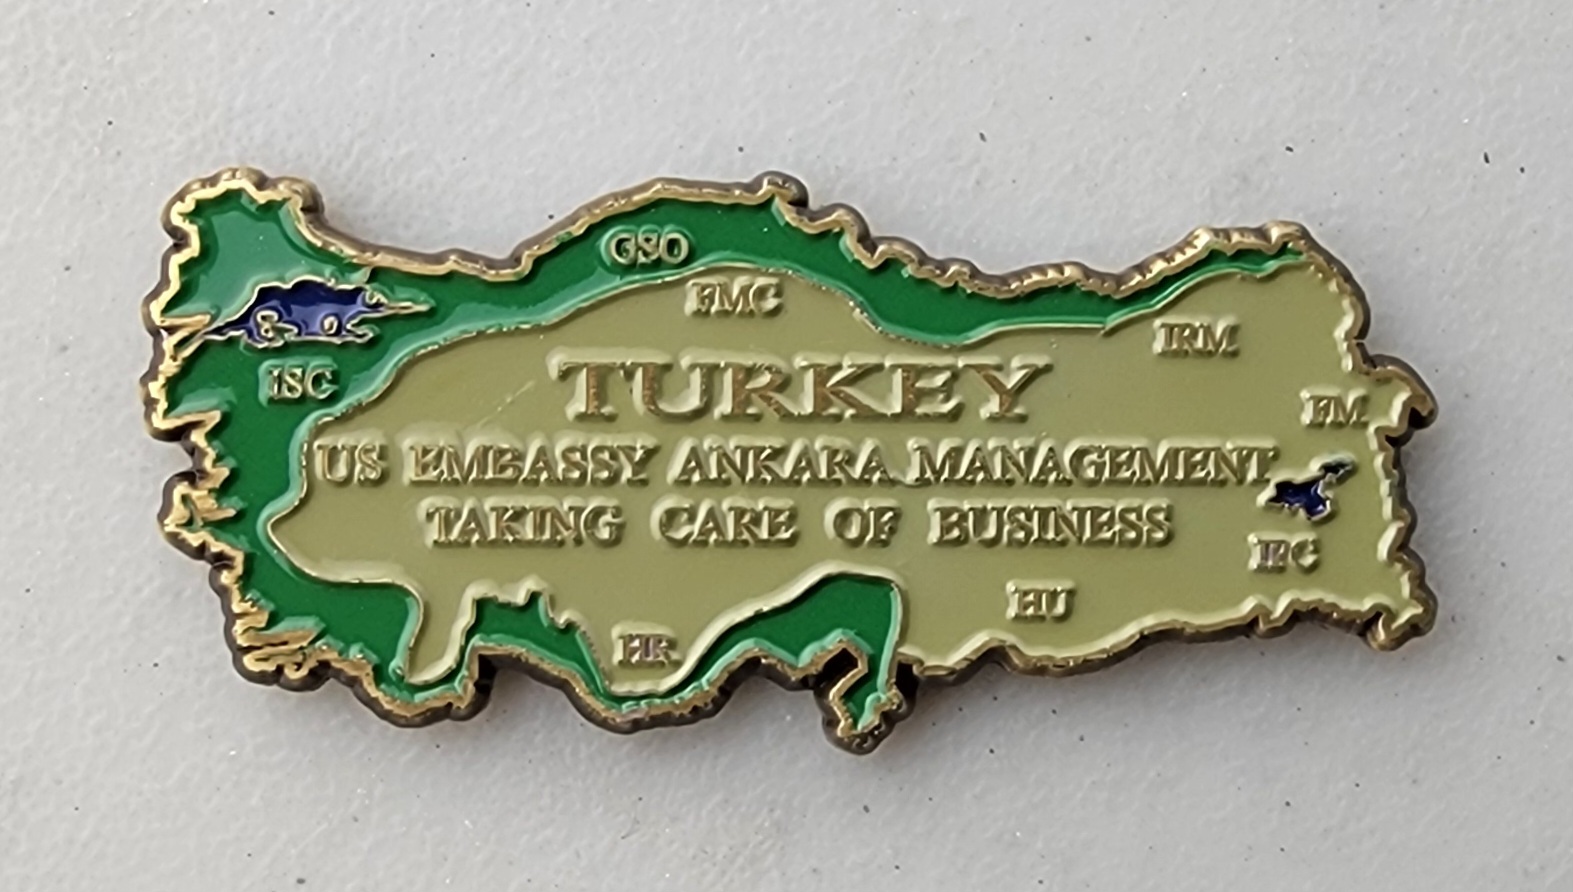 GSO
FMC
IRM
ISC
TURKEY
FM
US EMBASSY ANKARA MANAGEMENT
TAKING CARE OF BUSINESS
IPC
HU
HR